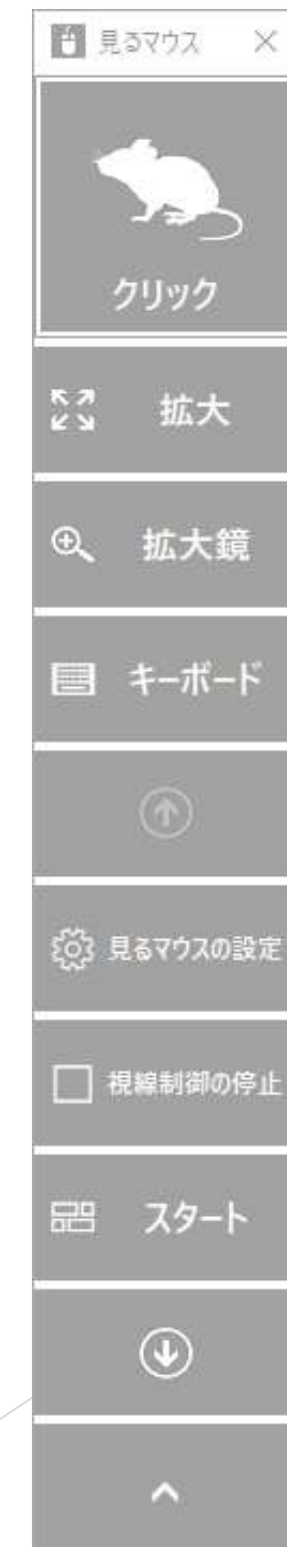 見るマウス
クリック
拡大
拡大鏡
キーボード
見るマウスの設定
視線制御の停止
スタート